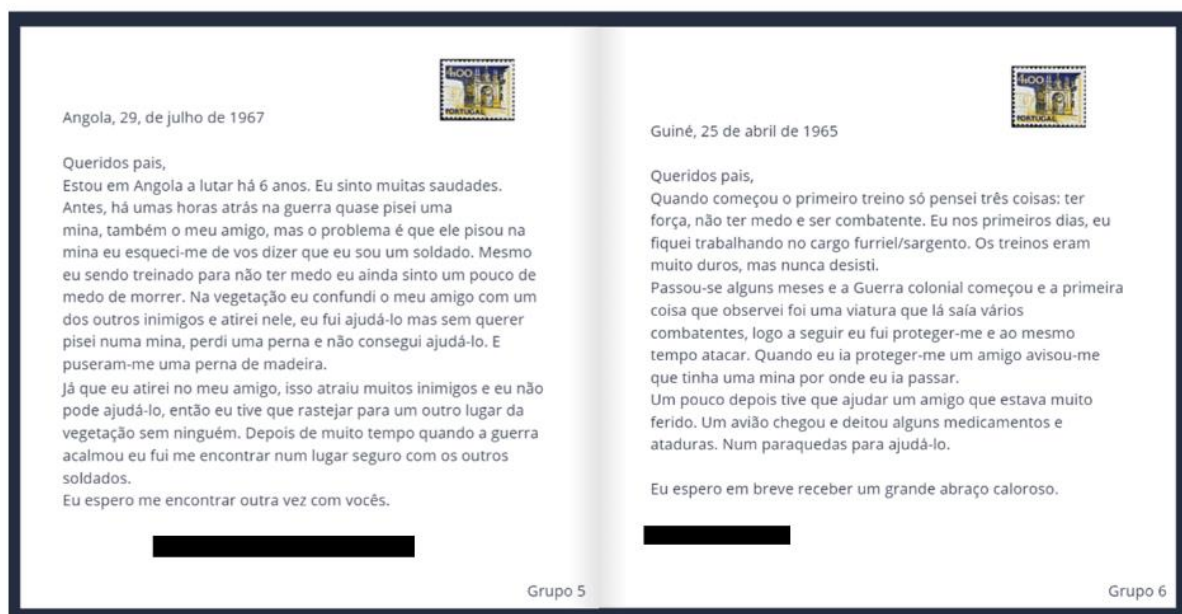 4$00
PORTUGAL
Angola, 29, de julho de 1967
Queridos pais,
Estou em Angola a lutar há 6 anos. Eu sinto muitas saudades.
Antes, há umas horas atrás na guerra quase pisei uma
mina, também o meu amigo, mas o problema é que ele pisou na
mina eu esqueci-me de vos dizer que eu sou um soldado. Mesmo
eu sendo treinado para não ter medo eu ainda sinto um pouco de
medo de morrer. Na vegetação eu confundi o meu amigo com um
dos outros inimigos e atirei nele, eu fui ajudá-lo mas sem querer
pisei numa mina, perdi uma perna e não consegui ajudá-lo. E
puseram-me uma perna de madeira.
Já que eu atirei no meu amigo, isso atraiu muitos inimigos e eu não
pode ajudá-lo, então eu tive que rastejar para um outro lugar da
vegetação sem ninguém. Depois de muito tempo quando a guerra
acalmou eu fui me encontrar num lugar seguro com os outros
soldados.
Eu espero me encontrar outra vez com vocês.
Grupo 5
4$00
PORTUGAL
Guiné, 25 de abril de 1965
Queridos pais,
Quando começou o primeiro treino só pensei três coisas: ter
força, não ter medo e ser combatente. Eu nos primeiros dias, eu
fiquei trabalhando no cargo furriel/sargento. Os treinos eram
muito duros, mas nunca desisti.
Passou-se alguns meses e a Guerra colonial começou e a primeira
coisa que observei foi uma viatura que lá saía vários
combatentes, logo a seguir eu fui proteger-me e ao mesmo
tempo atacar. Quando eu ia proteger-me um amigo avisou-me
que tinha uma mina por onde eu ia passar.
Um pouco depois tive que ajudar um amigo que estava muito
ferido. Um avião chegou e deitou alguns medicamentos e
ataduras. Num paraquedas para ajudá-lo.
Eu espero em breve receber um grande abraço caloroso.
Grupo 6